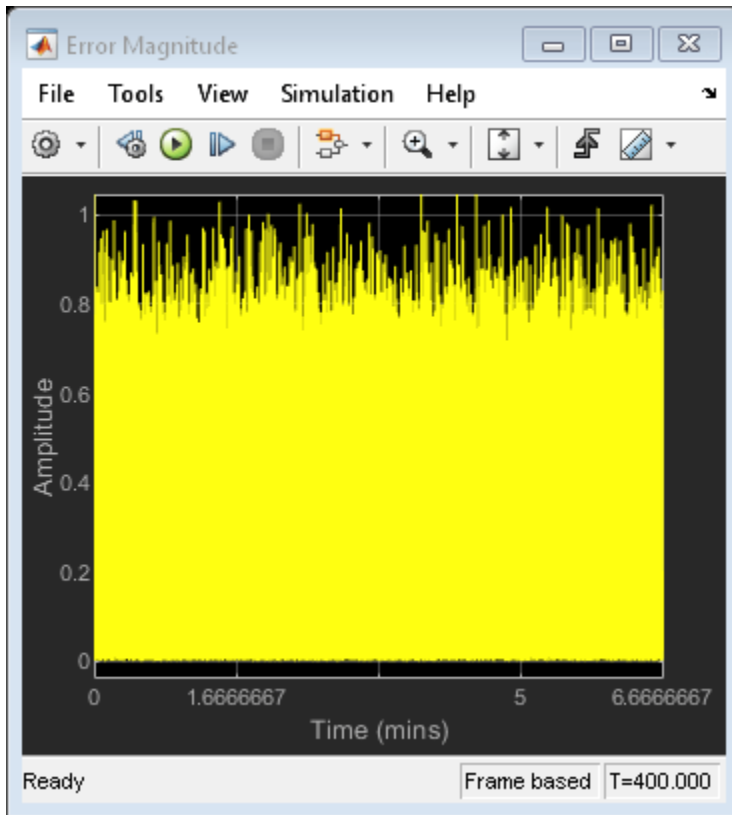 Error Magnitude
File Tools View Simulation Help
1
0.8
0.6
0.4
0.2
0
Amplitude
0 1.6666667 5 6.6666667
Time (mins)
Ready Frame based T=400.000